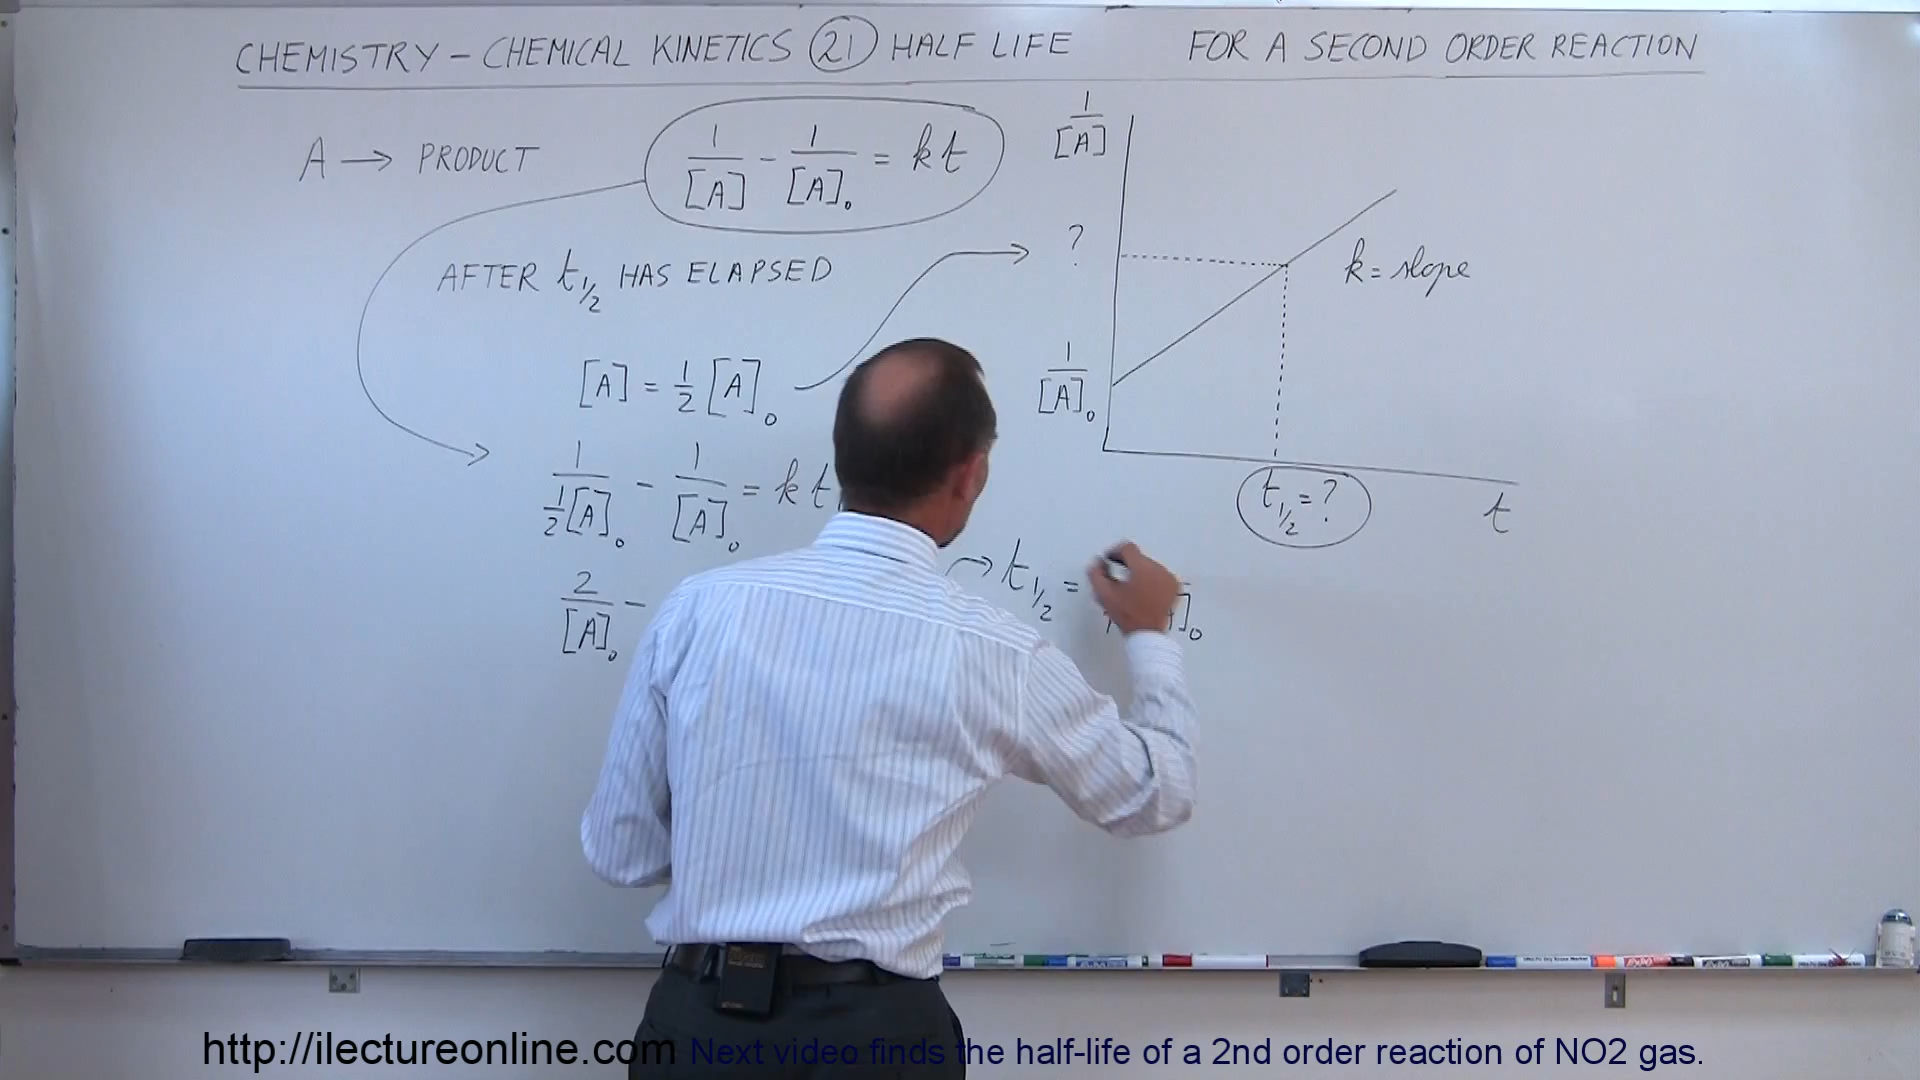 CHEMISTRY – CHEMICAL KINETICS 21 HALF LIFE FOR A SECOND ORDER REACTION
A → PRODUCT
1/[A] - 1/[A]₀ = kt
AFTER t₁/₂ HAS ELAPSED
[A] = 1/2 [A]₀
1/(1/2[A]₀) - 1/[A]₀ = kt
2/[A]₀ -
1/[A]
?
1/[A]₀
k = slope
t₁/₂ = ?
t
→ t₁/₂ =
]₀
http://ilectureonline.com Next video finds the half-life of a 2nd order reaction of NO2 gas.